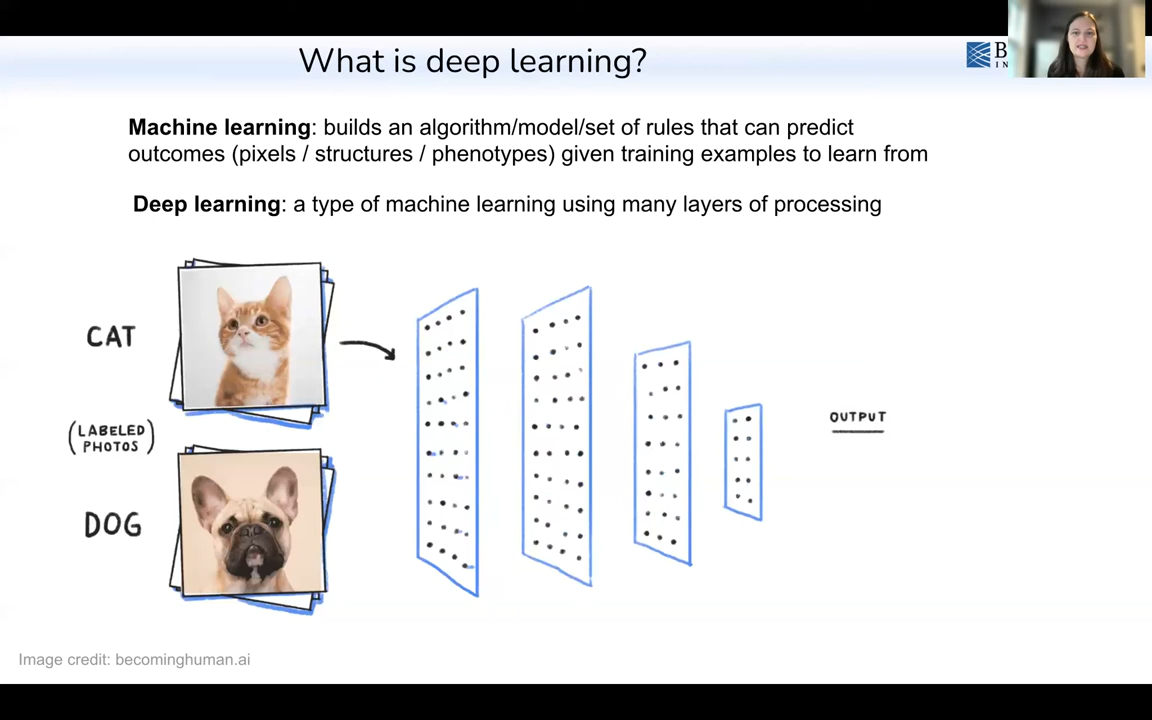 What is deep learning?
B
I N
Machine learning: builds an algorithm/model/set of rules that can predict
outcomes (pixels / structures / phenotypes) given training examples to learn from
Deep learning: a type of machine learning using many layers of processing
CAT
(LABELED
PHOTOS)
DOG
OUTPUT
Image credit: becominghuman.ai